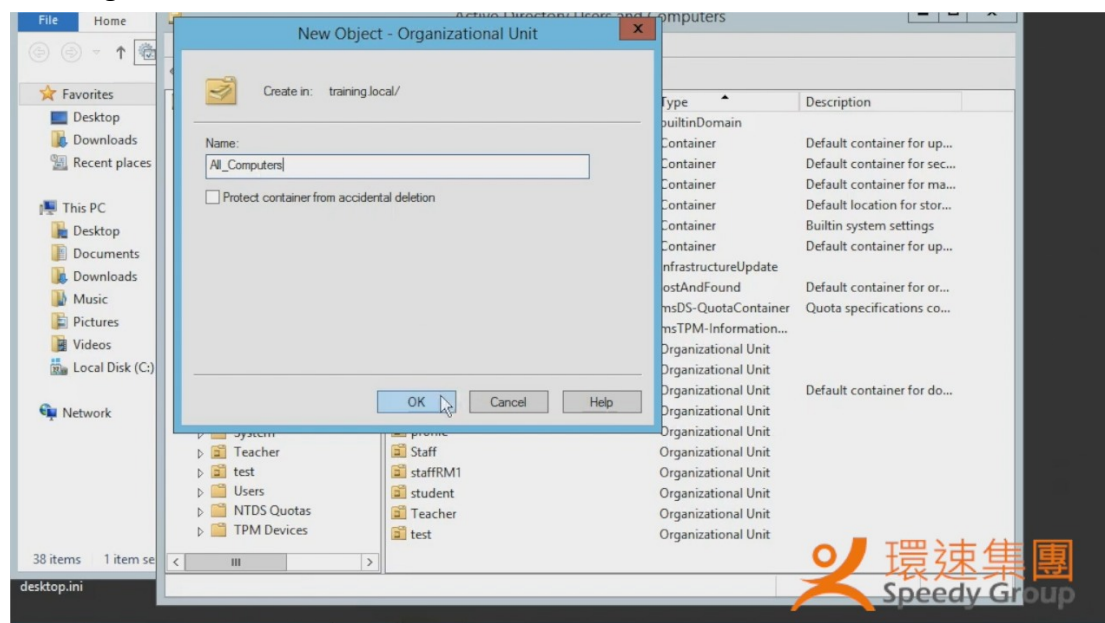 Active Directory Users and Computers
File Home
New Object - Organizational Unit
Create in: training.local/
Name:
All_Computers
Protect container from accidental deletion
OK Cancel Help
Favorites
Desktop
Downloads
Recent places
This PC
Desktop
Documents
Downloads
Music
Pictures
Videos
Local Disk (C:)
Network
38 items 1 item se
desktop.ini
System
Teacher
test
Users
NTDS Quotas
TPM Devices
Type Description
builtinDomain
Container Default container for up...
Container Default container for sec...
Container Default container for ma...
Container Default location for stor...
Container Builtin system settings
Container Default container for up...
infrastructureUpdate
lostAndFound Default container for or...
msDS-QuotaContainer Quota specifications co...
msTPM-Information...
Organizational Unit
Organizational Unit
Organizational Unit Default container for do...
Organizational Unit
profile Organizational Unit
Staff Organizational Unit
staffRM1 Organizational Unit
student Organizational Unit
Teacher Organizational Unit
test Organizational Unit
環速集團
Speedy Group